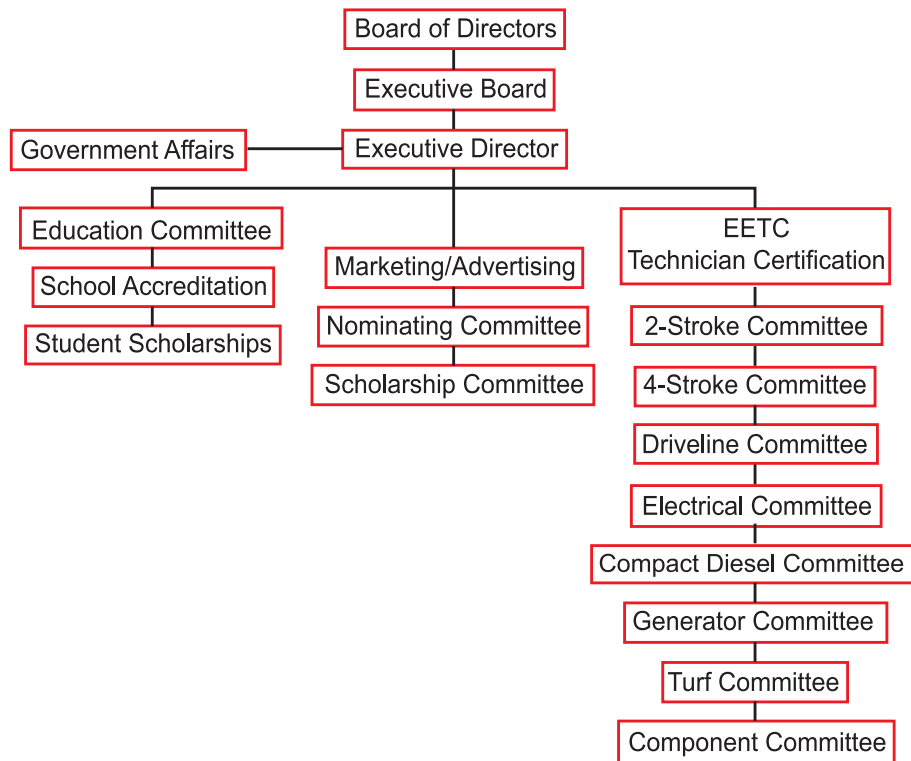 Board of Directors
Executive Board
Government Affairs
Executive Director
Education Committee
School Accreditation
Student Scholarships
Marketing/Advertising
Nominating Committee
Scholarship Committee
EETC
Technician Certification
2-Stroke Committee
4-Stroke Committee
Driveline Committee
Electrical Committee
Compact Diesel Committee
Generator Committee
Turf Committee
Component Committee